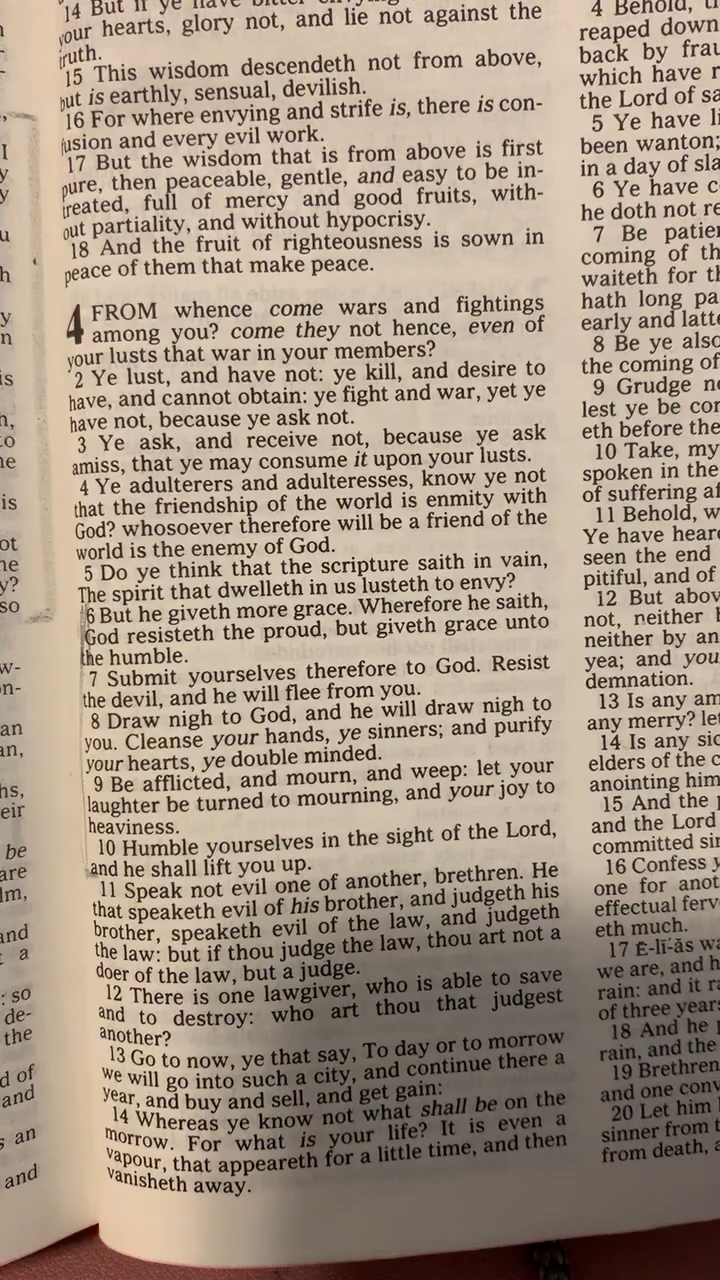 14 But if ye have bitter envying
your hearts, glory not, and lie not against the
truth.
15 This wisdom descendeth not from above,
but is earthly, sensual, devilish.
16 For where envying and strife is, there is con-
fusion and every evil work.
17 But the wisdom that is from above is first
pure, then peaceable, gentle, and easy to be in-
treated, full of mercy and good fruits, with-
out partiality, and without hypocrisy.
18 And the fruit of righteousness is sown in
peace of them that make peace.
4 FROM whence come wars and fightings
among you? come they not hence, even of
your lusts that war in your members?
2 Ye lust, and have not: ye kill, and desire to
have, and cannot obtain: ye fight and war, yet ye
have not, because ye ask not.
3 Ye ask, and receive not, because ye ask
amiss, that ye may consume it upon your lusts.
4 Ye adulterers and adulteresses, know ye not
that the friendship of the world is enmity with
God? whosoever therefore will be a friend of the
world is the enemy of God.
5 Do ye think that the scripture saith in vain,
The spirit that dwelleth in us lusteth to envy?
6 But he giveth more grace. Wherefore he saith,
God resisteth the proud, but giveth grace unto
the humble.
7 Submit yourselves therefore to God. Resist
the devil, and he will flee from you.
8 Draw nigh to God, and he will draw nigh to
you. Cleanse your hands, ye sinners; and purify
your hearts, ye double minded.
9 Be afflicted, and mourn, and weep: let your
laughter be turned to mourning, and your joy to
heaviness.
10 Humble yourselves in the sight of the Lord,
and he shall lift you up.
11 Speak not evil one of another, brethren. He
that speaketh evil of his brother, and judgeth his
brother, speaketh evil of the law, and judgeth
the law: but if thou judge the law, thou art not a
doer of the law, but a judge.
12 There is one lawgiver, who is able to save
and to destroy: who art thou that judgest
another?
13 Go to now, ye that say, To day or to morrow
we will go into such a city, and continue there a
year, and buy and sell, and get gain:
14 Whereas ye know not what shall be on the
morrow. For what is your life? It is even a
vapour, that appeareth for a little time, and then
vanisheth away.
4 Behold,
reaped down
back by
which have
the Lord of
5 Ye have
been wanton;
in a day of
6 Ye have
he doth not
7 Be
coming of
waiteth for
hath long
early and
8 Be ye
the coming of
9 Grudge
lest ye be
eth before the
10 Take, my
spoken in the
of suffering
11 Behold,
Ye have
seen the end
pitiful, and of
12 But
not, neither
neither by
yea; and
demnation.
13 Is any
any merry? let
14 Is any
elders of the
anointing him
15 And the
and the Lord
committed
16 Confess
one for
effectual
eth much.
17 Ē-lī-ăs
we are, and
rain: and it
of three
18 And he
rain, and the
19 Brethren
and one
20 Let him
sinner from
from death,